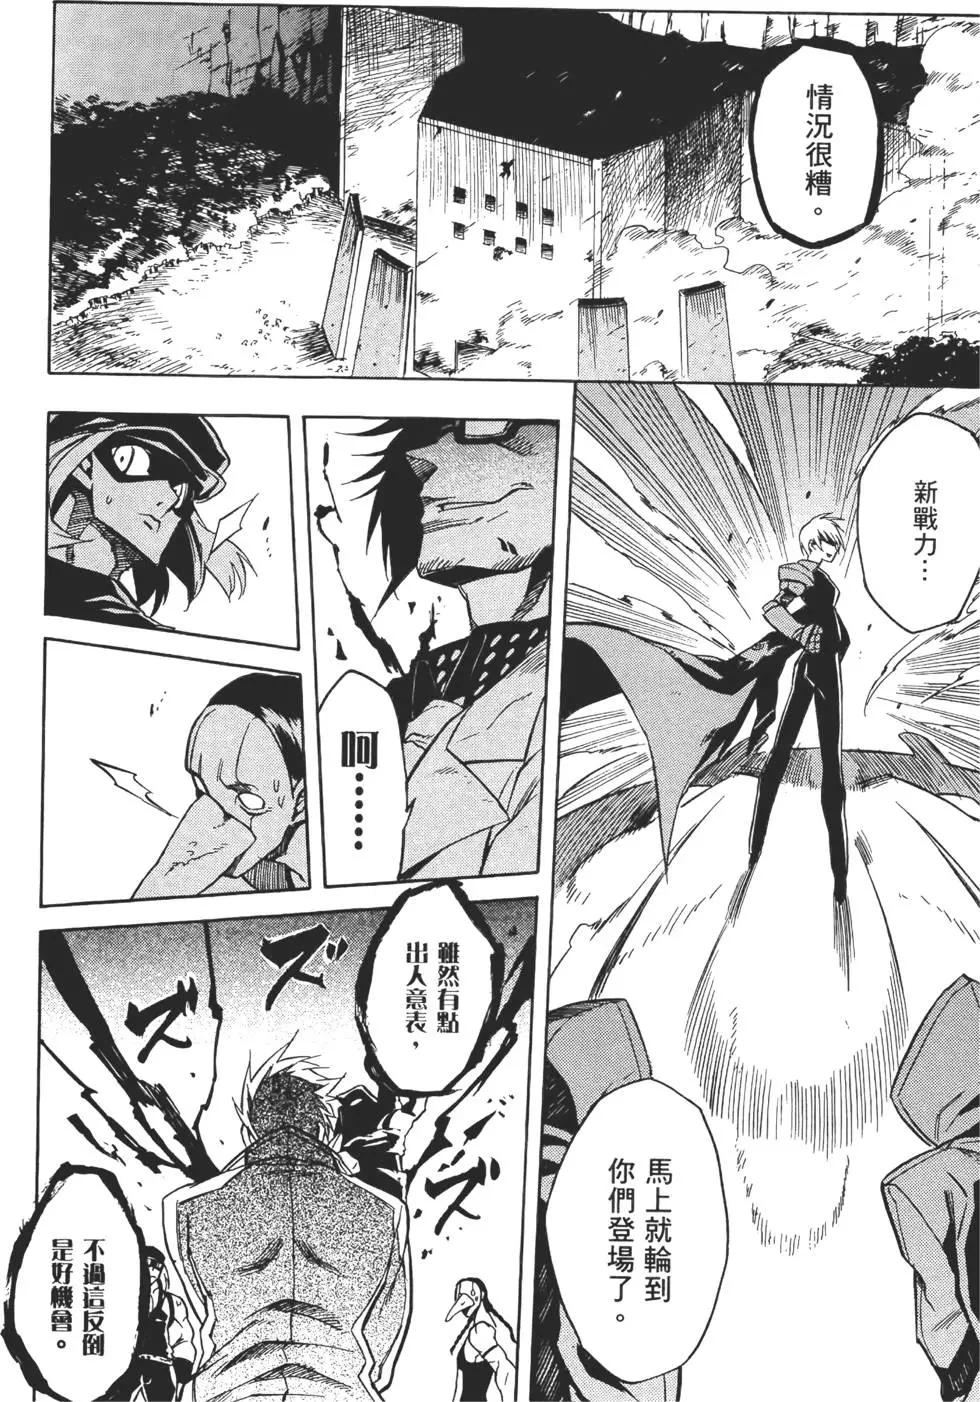 情況很糟。
新戰力…
馬上就輪到
你們登場了。
呵……
雖然有點
出人意表，
不過這反倒
是好機會。
ズ
ズ
ズ